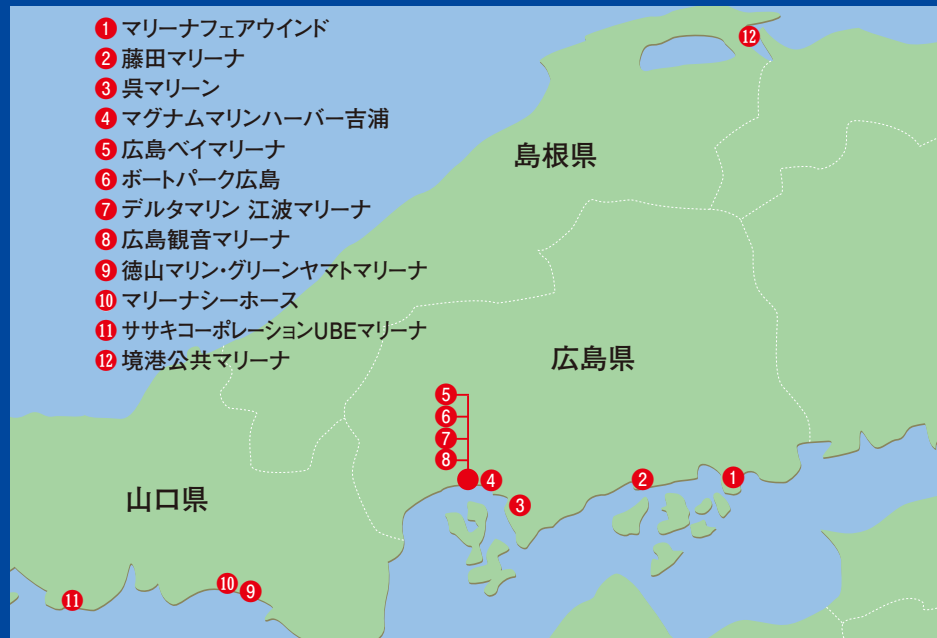 ① マリーナフェアウインド
② 藤田マリーナ
③ 呉マリーン
④ マグナムマリンハーバー吉浦
⑤ 広島ベイマリーナ
⑥ ボートパーク広島
⑦ デルタマリン 江波マリーナ
⑧ 広島観音マリーナ
⑨ 徳山マリン・グリーンヤマトマリーナ
⑩ マリーナシーホース
⑪ ササキコーポレーションUBEマリーナ
⑫ 境港公共マリーナ
⑫
島根県
広島県
⑤
⑥
⑦
⑧
④
③
②
①
山口県
⑩
⑨
⑪